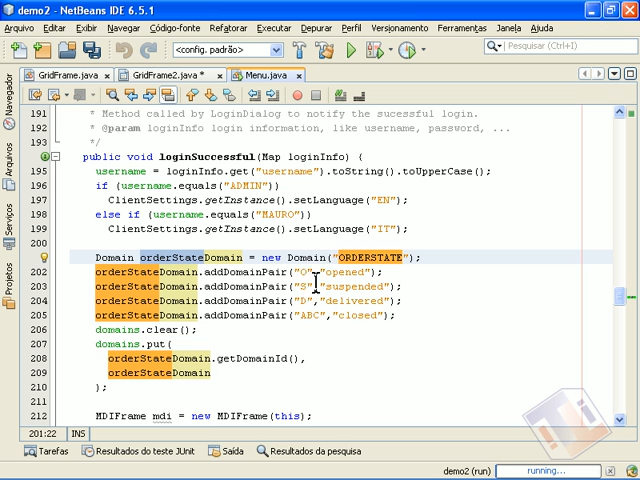 demo2 - NetBeans IDE 6.5.1
Arquivo Editar Exibir Navegar Código-fonte Refatorar Executar Depurar Perfil Versionamento Ferramentas Janela Ajuda
<config. padrão> Pesquisar (Ctrl+I)
GridFrame.java GridFrame2.java * Menu.java
Navegador
Arquivos
Serviços
Projetos
191 * Method called by LoginDialog to notify the sucessful login.
192 * @param loginInfo login information, like username, password, ...
193 */
public void loginSuccessful(Map loginInfo) {
195 username = loginInfo.get("username").toString().toUpperCase();
196 if (username.equals("ADMIN"))
197 ClientSettings.getInstance().setLanguage("EN");
198 else if (username.equals("MAURO"))
199 ClientSettings.getInstance().setLanguage("IT");
200
Domain orderStateDomain = new Domain("ORDERSTATE");
202 orderStateDomain.addDomainPair("O","opened");
203 orderStateDomain.addDomainPair("S","suspended");
204 orderStateDomain.addDomainPair("D","delivered");
205 orderStateDomain.addDomainPair("ABC","closed");
206 domains.clear();
207 domains.put(
208 orderStateDomain.getDomainId(),
209 orderStateDomain
210 );
211
212 MDIFrame mdi = new MDIFrame(this);
201:22 INS
Tarefas Resultados do teste JUnit Saída Resultados da pesquisa
demo2 (run) running...